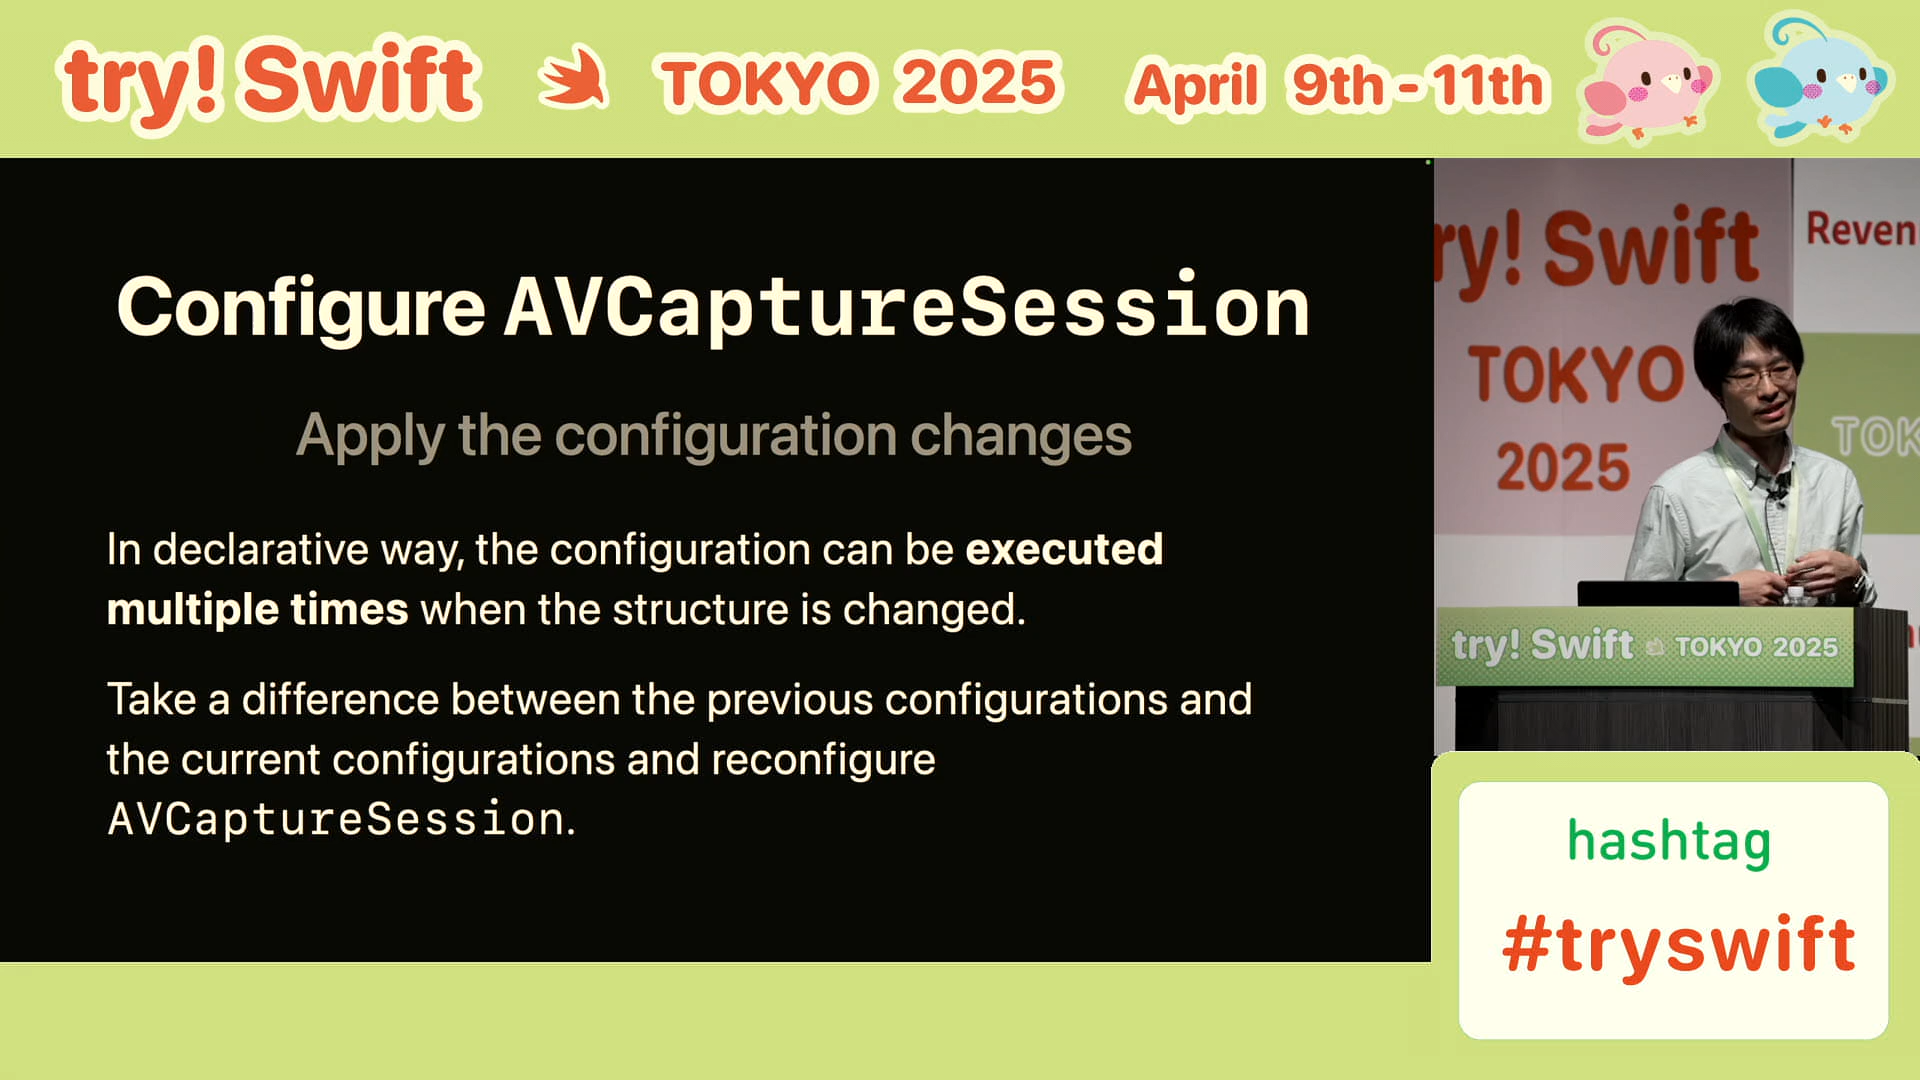 try! Swift TOKYO 2025 April 9th-11th
Configure AVCaptureSession
Apply the configuration changes
In declarative way, the configuration can be executed
multiple times when the structure is changed.
Take a difference between the previous configurations and
the current configurations and reconfigure
AVCaptureSession.
ry! Swift
TOKYO
2025
Reven
TOK
try! Swift TOKYO 2025
hashtag
#tryswift